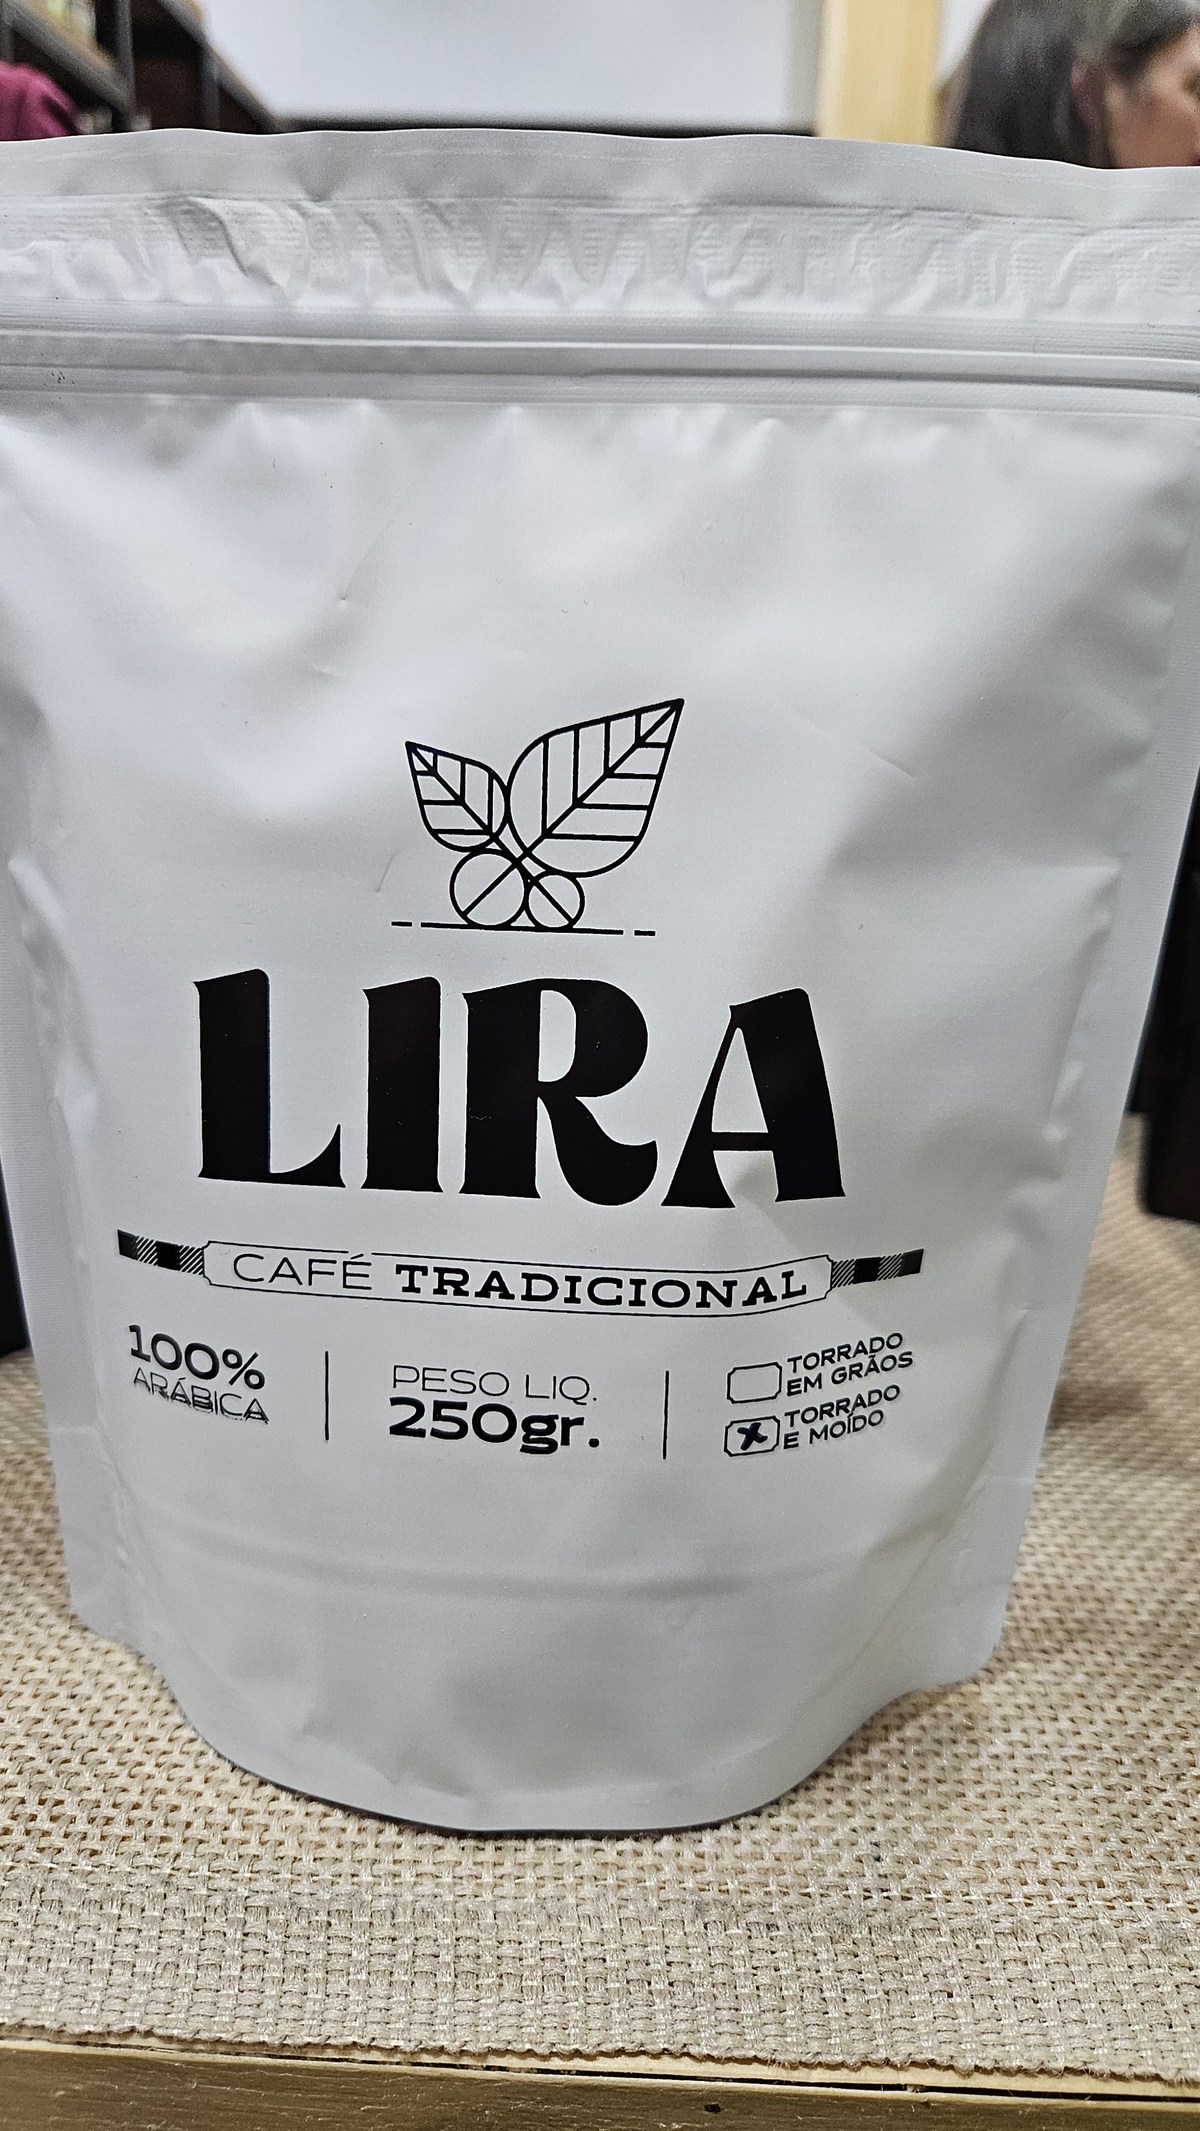 LIRA
CAFÉ TRADICIONAL
100%
ARÁBICA
PESO LIQ.
250gr.
TORRADO
EM GRÃOS
TORRADO
E MOÍDO